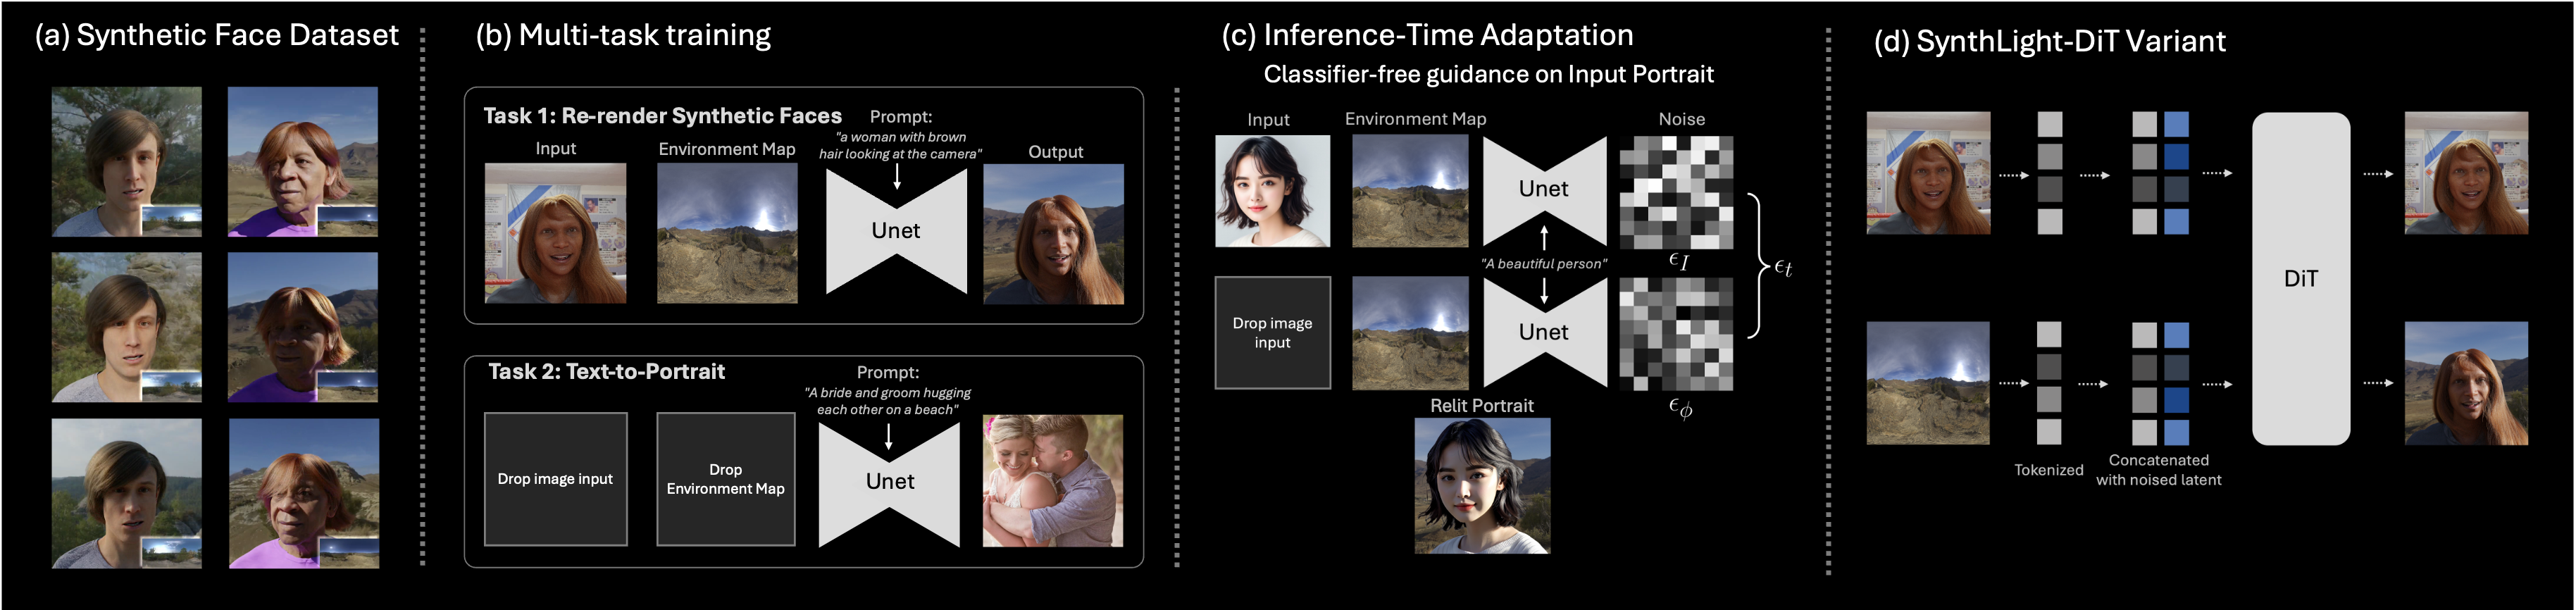 (a) Synthetic Face Dataset
(b) Multi-task training
Task 1: Re-render Synthetic Faces
Prompt:
"a woman with brown
hair looking at the camera"
Input
Environment Map
Output
Unet
Task 2: Text-to-Portrait
Prompt:
"A bride and groom hugging
each other on a beach"
Drop image input
Drop
Environment Map
Unet
(c) Inference-Time Adaptation
Classifier-free guidance on Input Portrait
Input
Environment Map
Noise
Unet
ϵ_I
"A beautiful person"
ϵ_t
Drop image
input
Unet
ϵ_ϕ
Relit Portrait
(d) SynthLight-DiT Variant
DiT
Tokenized
Concatenated
with noised latent